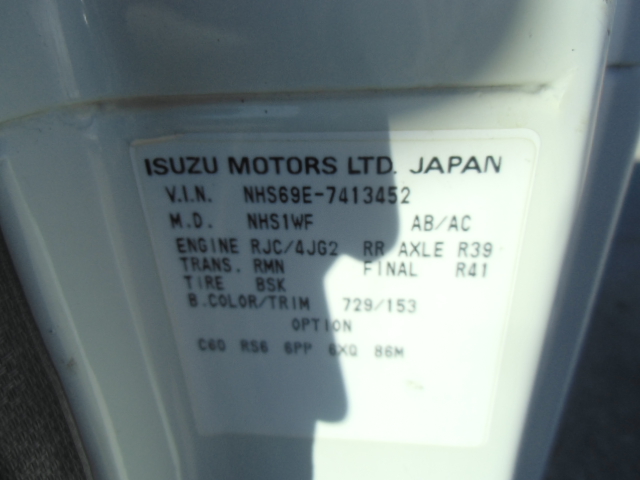 ISUZU MOTORS LTD. JAPAN
V.I.N. NHS69E-7413452
M.D. NHS1WF AB/AC
ENGINE RJC/4JG2 RR AXLE R39
TRANS. RMN FINAL R41
TIRE BSK
B.COLOR/TRIM 729/153
OPTION
C60 RS6 6PP 6XQ 86M